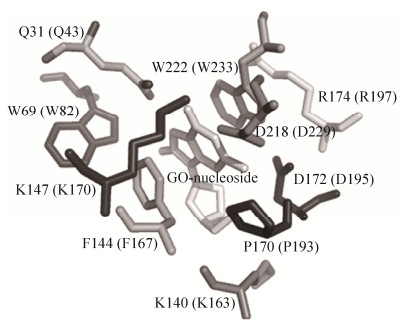 Q31 (Q43)
W222 (W233)
R174 (R197)
W69 (W82)
D218 (D229)
GO-nucleoside
D172 (D195)
K147 (K170)
F144 (F167)
P170 (P193)
K140 (K163)